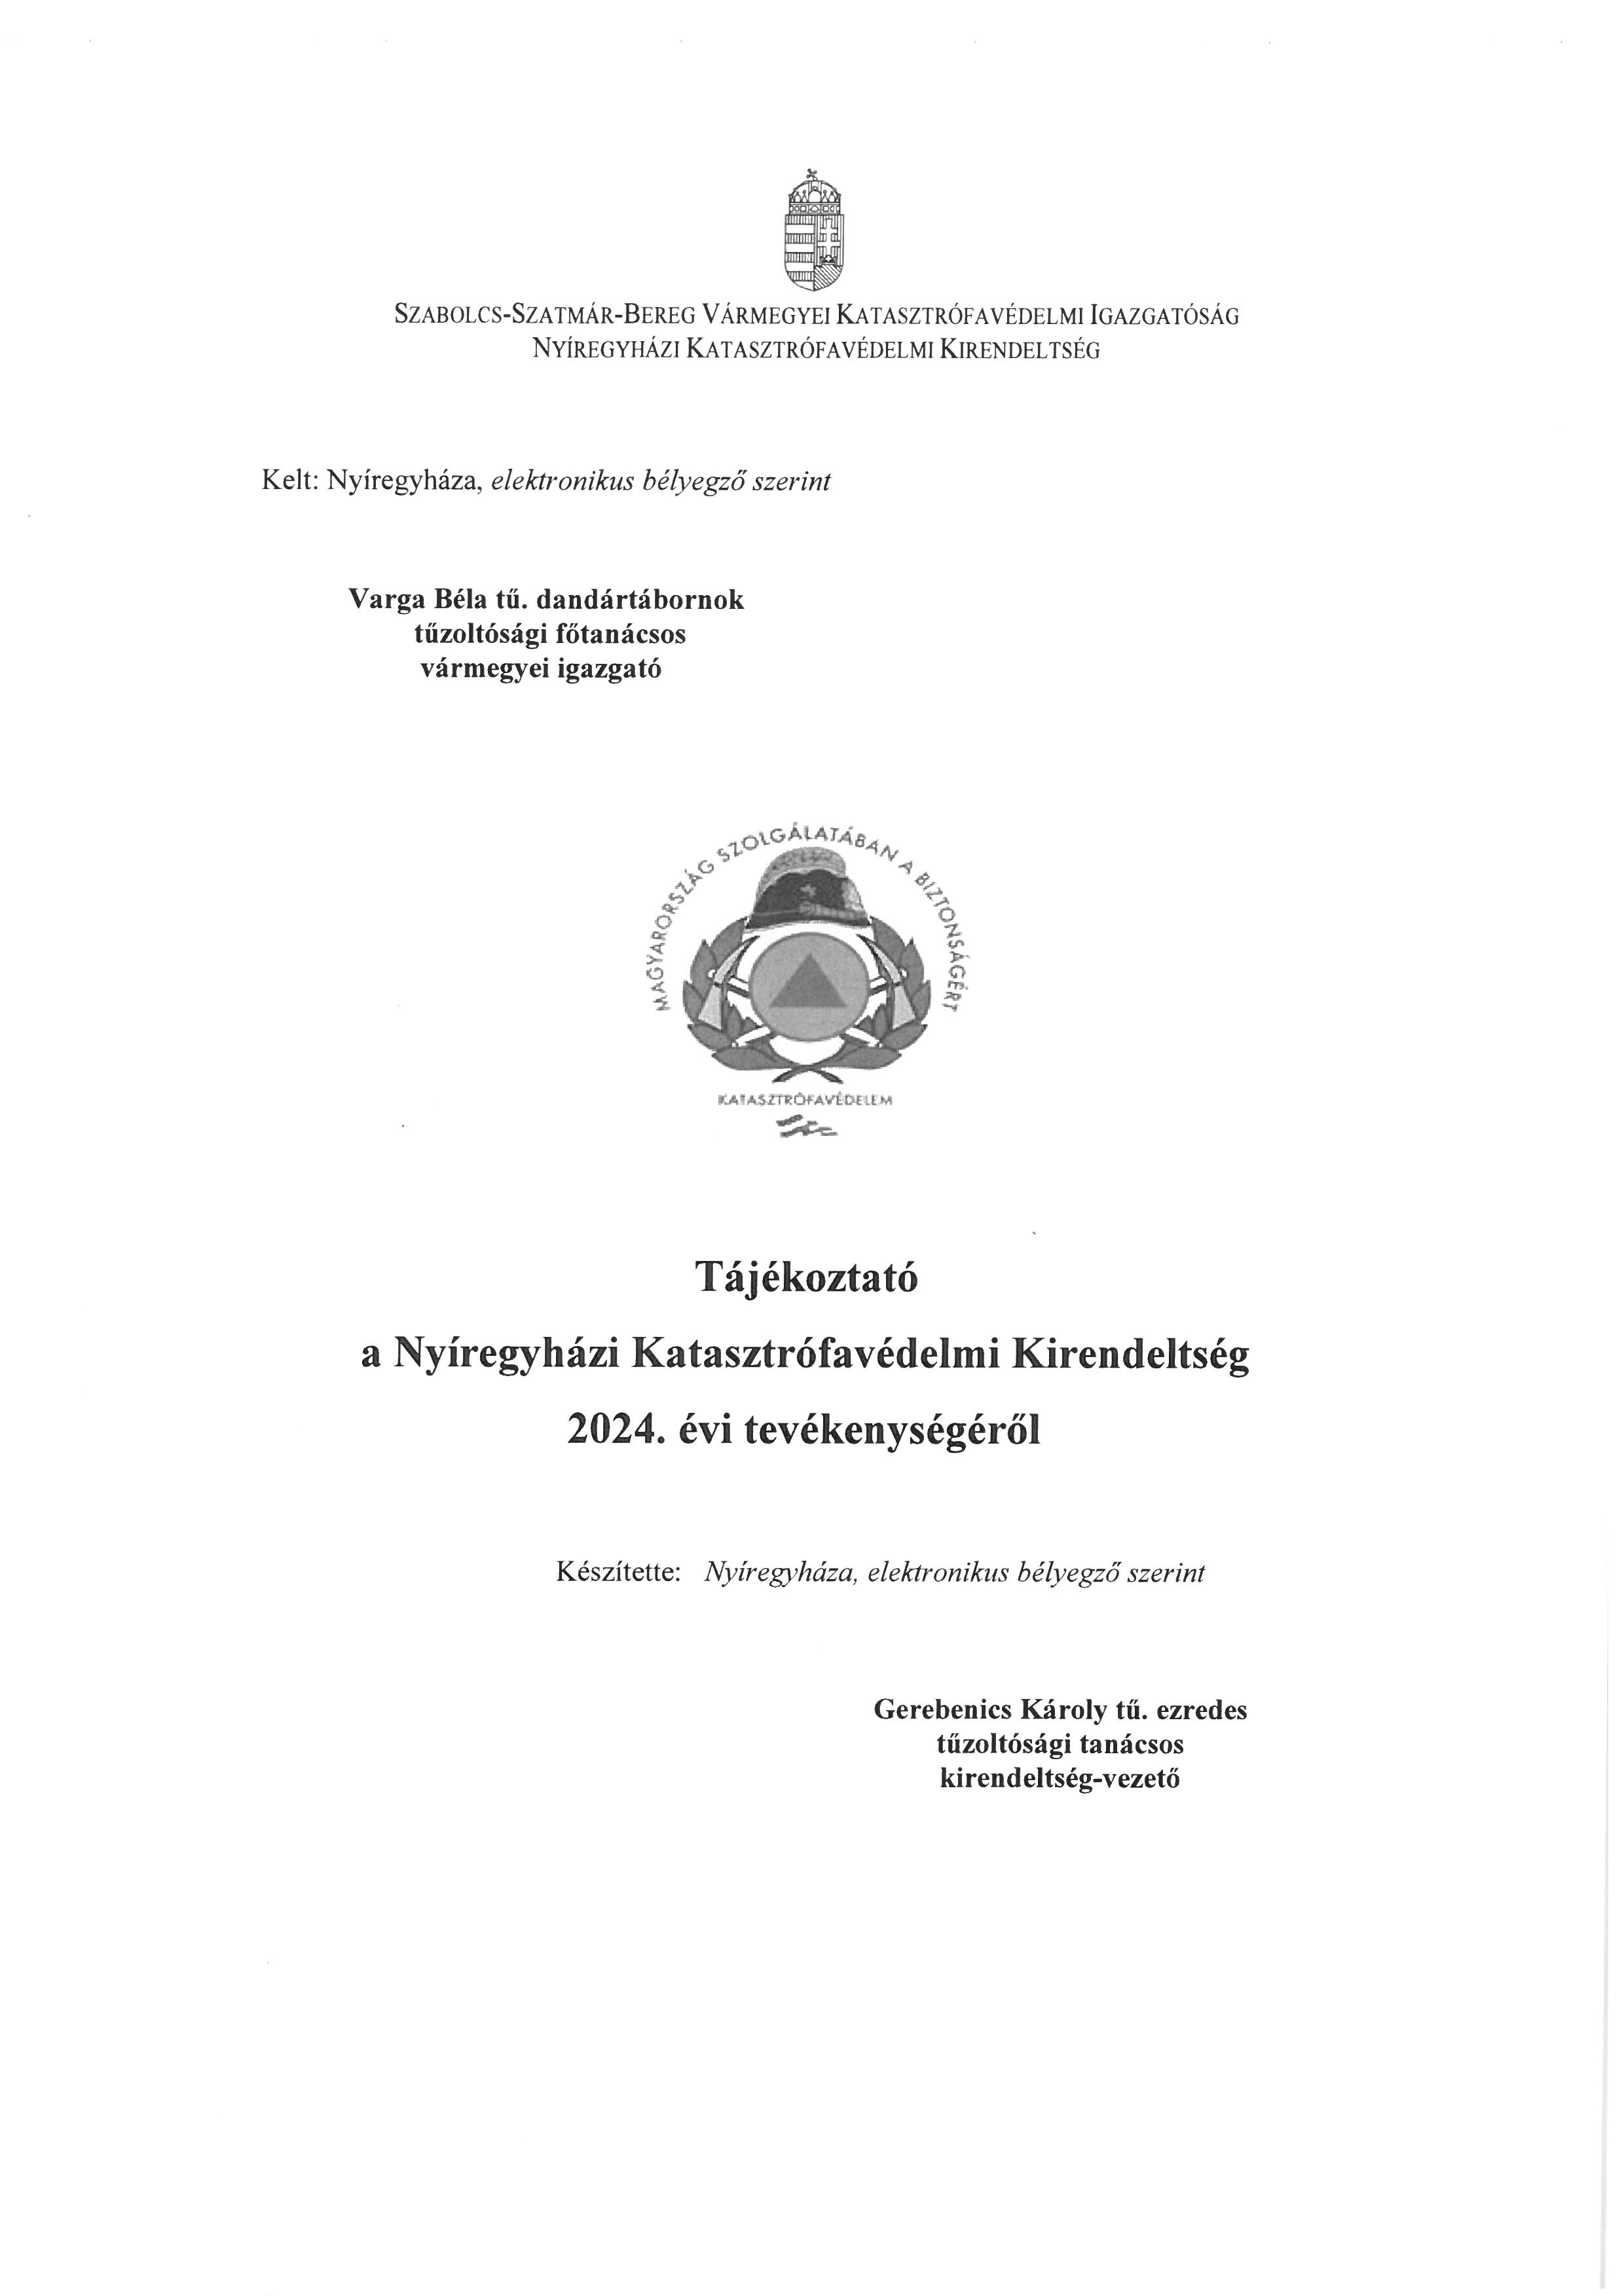 SZABOLCS-SZATMÁR-BEREG VÁRMEGYEI KATASZTRÓFAVÉDELMI IGAZGATÓSÁG
NYÍREGYHÁZI KATASZTRÓFAVÉDELMI KIRENDELTSÉG
Kelt: Nyíregyháza, elektronikus bélyegző szerint
Varga Béla tű. dandártábornok
tűzoltósági főtanácsos
vármegyei igazgató
MAGYARORSZÁG SZOLGÁLATÁBAN A BIZTONSÁGÉRT
KATASZTRÓFAVÉDELEM
Tájékoztató
a Nyíregyházi Katasztrófavédelmi Kirendeltség
2024. évi tevékenységéről
Készítette: Nyíregyháza, elektronikus bélyegző szerint
Gerebenics Károly tű. ezredes
tűzoltósági tanácsos
kirendeltség-vezető